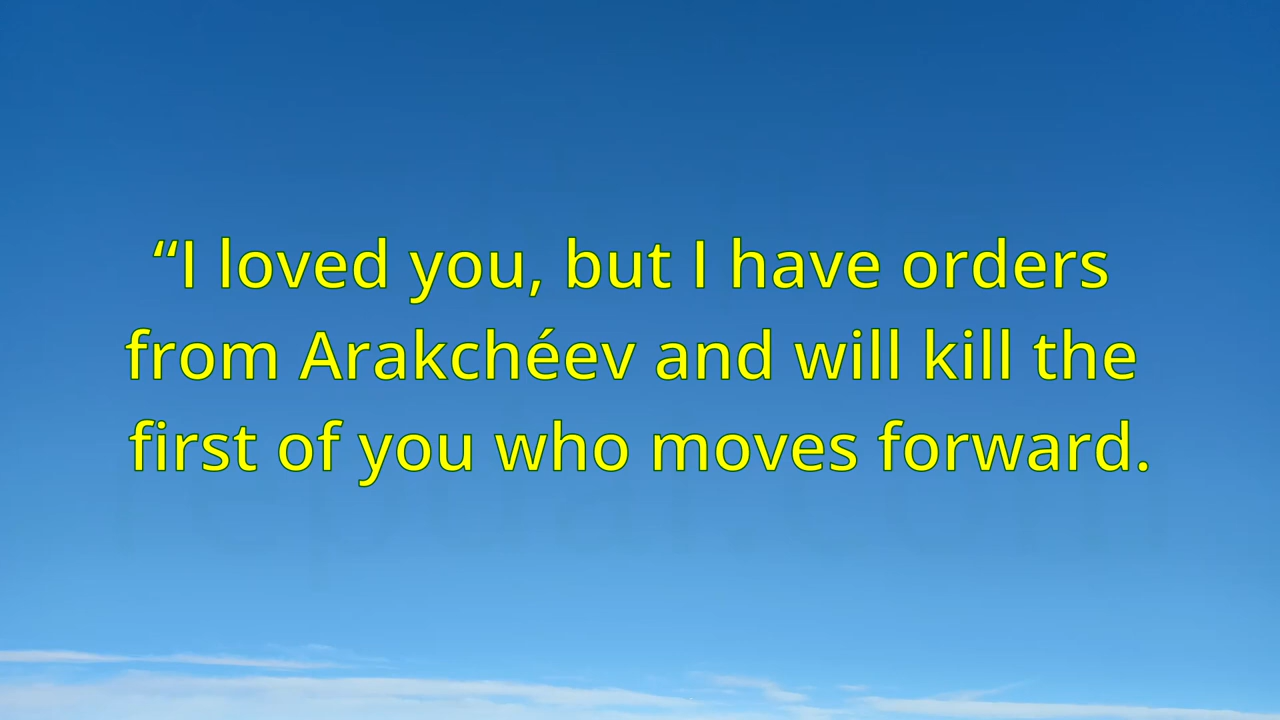 “I loved you, but I have orders
from Arakchéev and will kill the
first of you who moves forward.